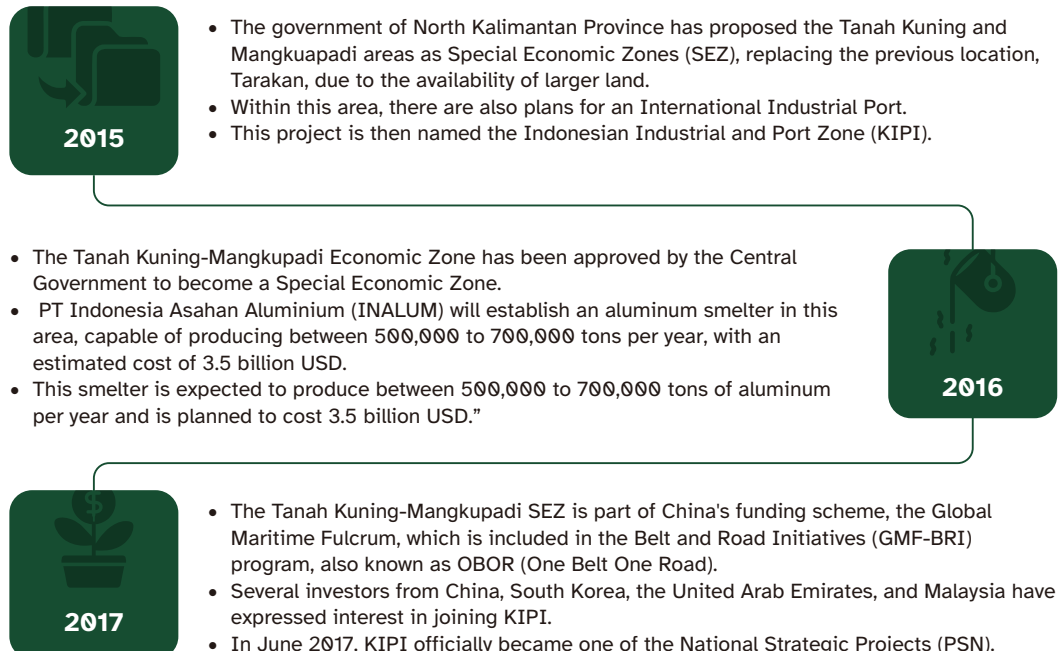 • The government of North Kalimantan Province has proposed the Tanah Kuning and
Mangkuapadi areas as Special Economic Zones (SEZ), replacing the previous location,
Tarakan, due to the availability of larger land.
• Within this area, there are also plans for an International Industrial Port.
• This project is then named the Indonesian Industrial and Port Zone (KIPI).
2015
• The Tanah Kuning-Mangkupadi Economic Zone has been approved by the Central
Government to become a Special Economic Zone.
• PT Indonesia Asahan Aluminium (INALUM) will establish an aluminum smelter in this
area, capable of producing between 500,000 to 700,000 tons per year, with an
estimated cost of 3.5 billion USD.
• This smelter is expected to produce between 500,000 to 700,000 tons of aluminum
per year and is planned to cost 3.5 billion USD.”
2016
$
• The Tanah Kuning-Mangkupadi SEZ is part of China's funding scheme, the Global
Maritime Fulcrum, which is included in the Belt and Road Initiatives (GMF-BRI)
program, also known as OBOR (One Belt One Road).
• Several investors from China, South Korea, the United Arab Emirates, and Malaysia have
expressed interest in joining KIPI.
• In June 2017, KIPI officially became one of the National Strategic Projects (PSN).
2017